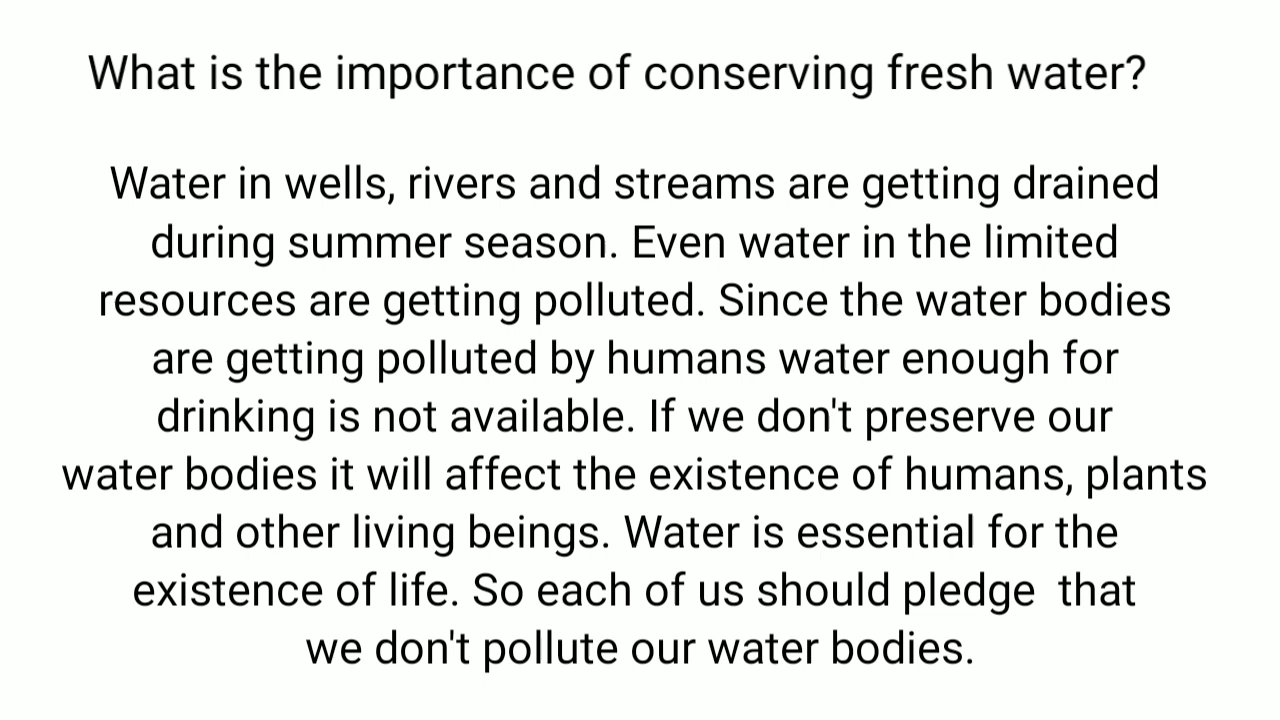 What is the importance of conserving fresh water?
Water in wells, rivers and streams are getting drained
during summer season. Even water in the limited
resources are getting polluted. Since the water bodies
are getting polluted by humans water enough for
drinking is not available. If we don't preserve our
water bodies it will affect the existence of humans, plants
and other living beings. Water is essential for the
existence of life. So each of us should pledge  that
we don't pollute our water bodies.